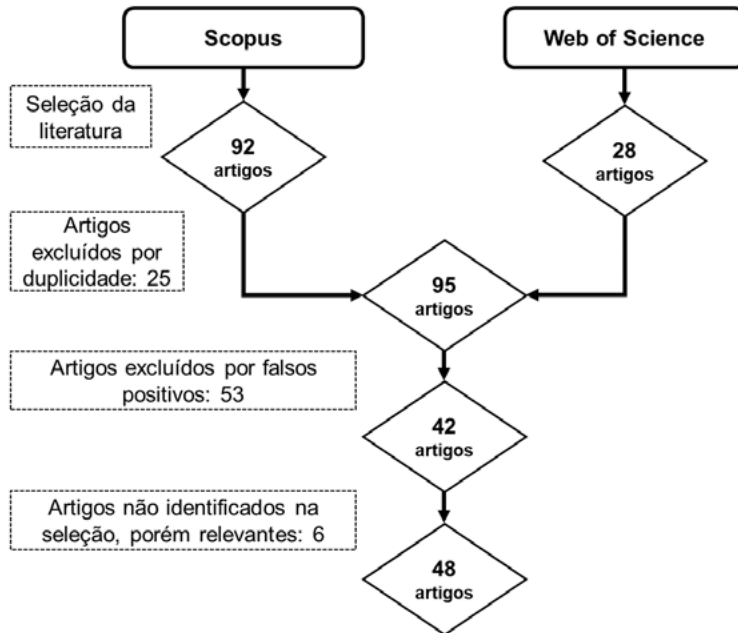 Scopus
Web of Science
Seleção da
literatura
92
artigos
28
artigos
Artigos
excluídos por
duplicidade: 25
95
artigos
Artigos excluídos por falsos
positivos: 53
42
artigos
Artigos não identificados na
seleção, porém relevantes: 6
48
artigos